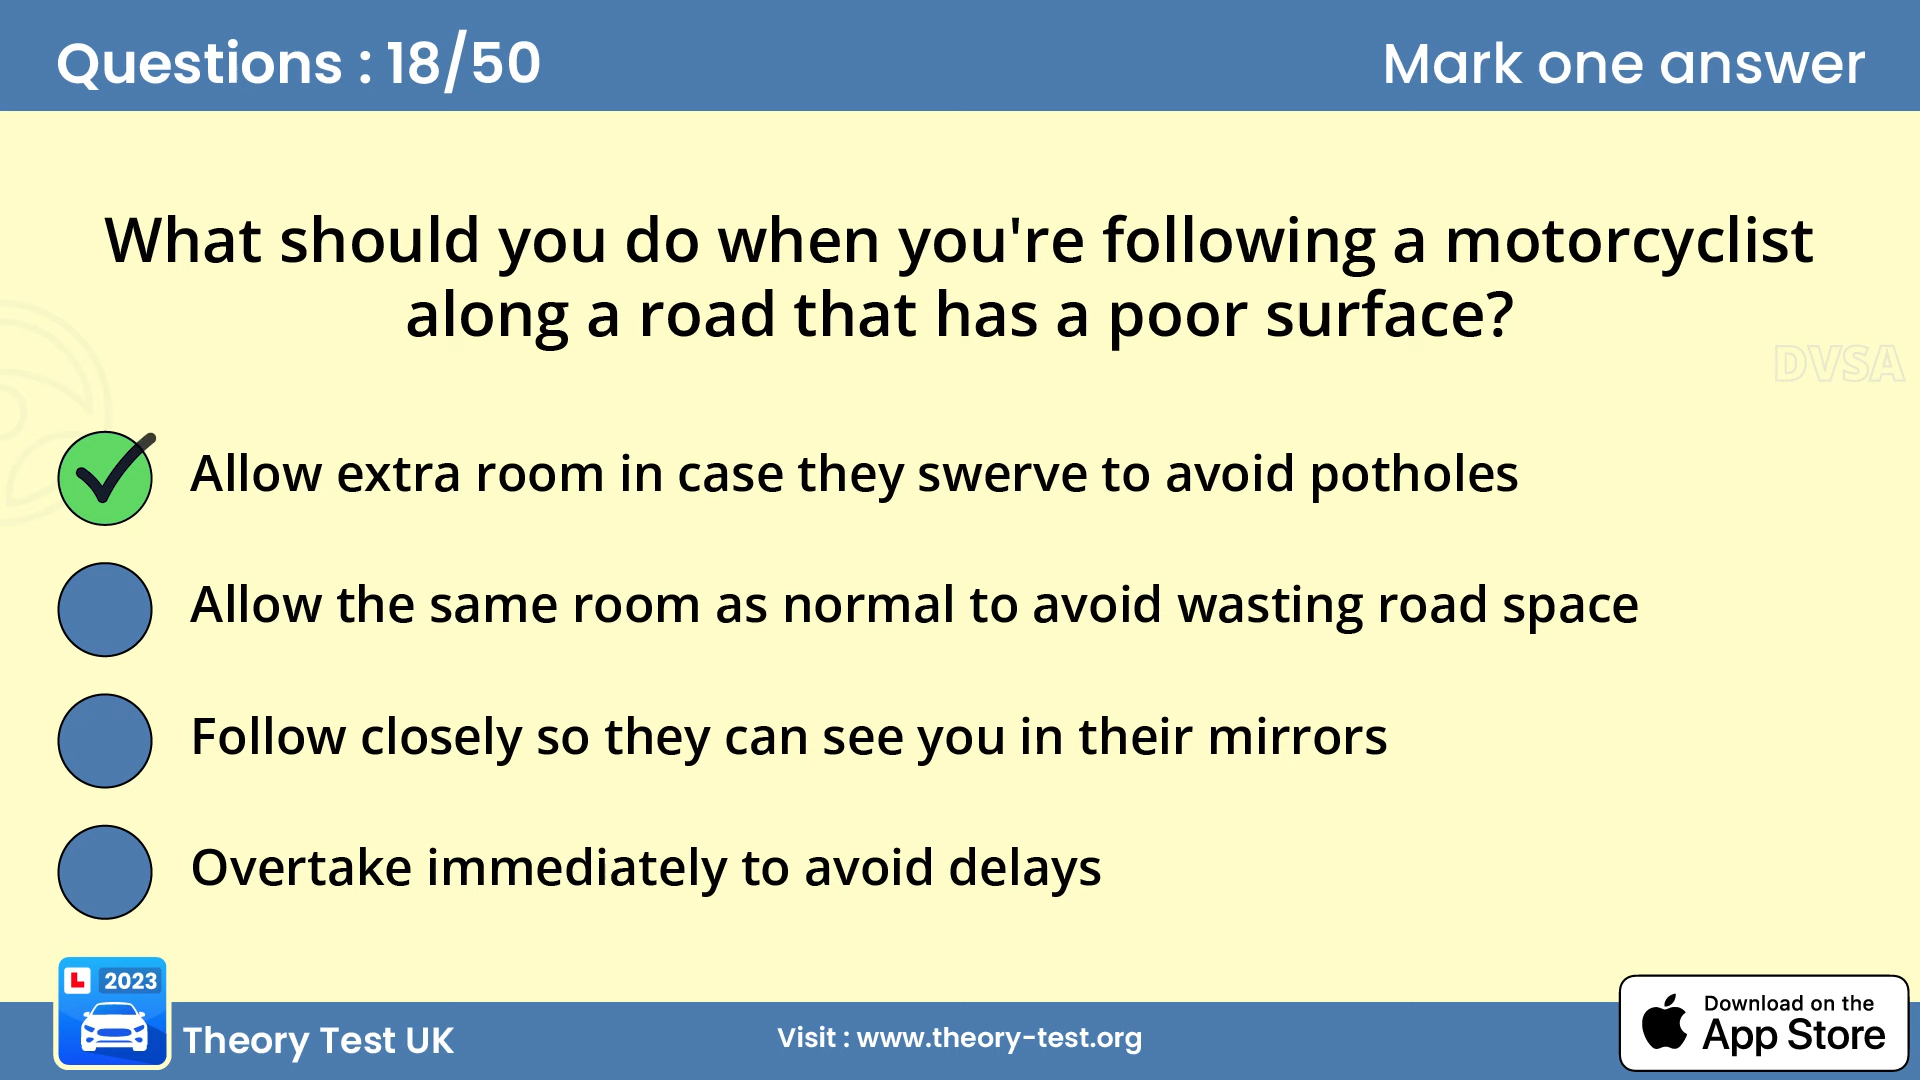 Questions : 18/50
Mark one answer
What should you do when you're following a motorcyclist
along a road that has a poor surface?
DVSA
Allow extra room in case they swerve to avoid potholes
Allow the same room as normal to avoid wasting road space
Follow closely so they can see you in their mirrors
Overtake immediately to avoid delays
L 2023
Theory Test UK
Visit : www.theory-test.org
Download on the
App Store